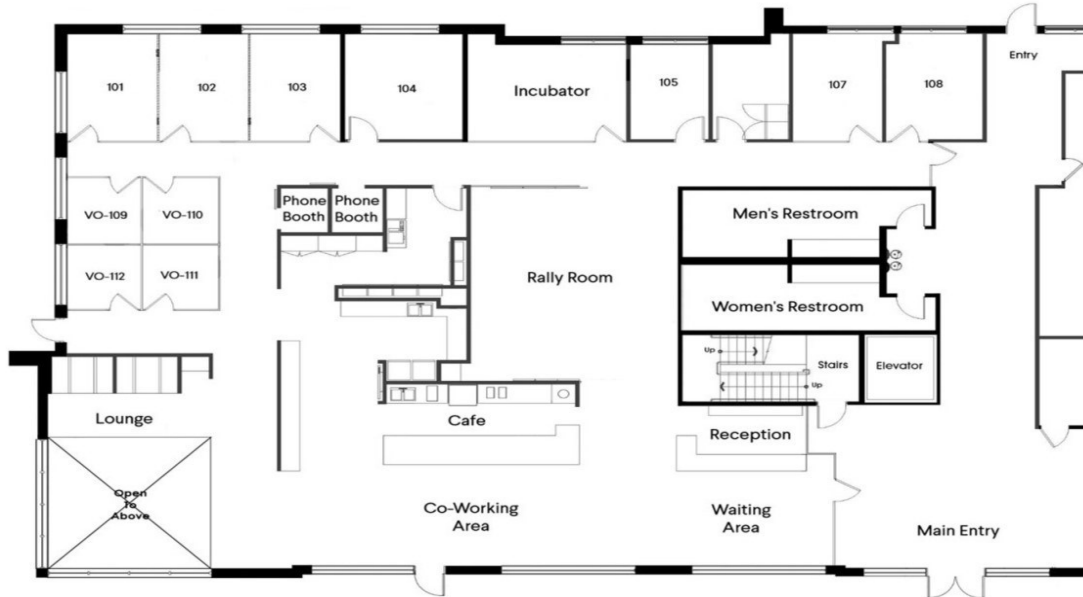 Entry
101
102
103
104
Incubator
105
107
108
Phone
Booth
Phone
Booth
VO-109
VO-110
Men's Restroom
VO-112
VO-111
Rally Room
Women's Restroom
Up
Stairs
Elevator
Up
Lounge
Cafe
Reception
Open
To
Above
Co-Working
Area
Waiting
Area
Main Entry